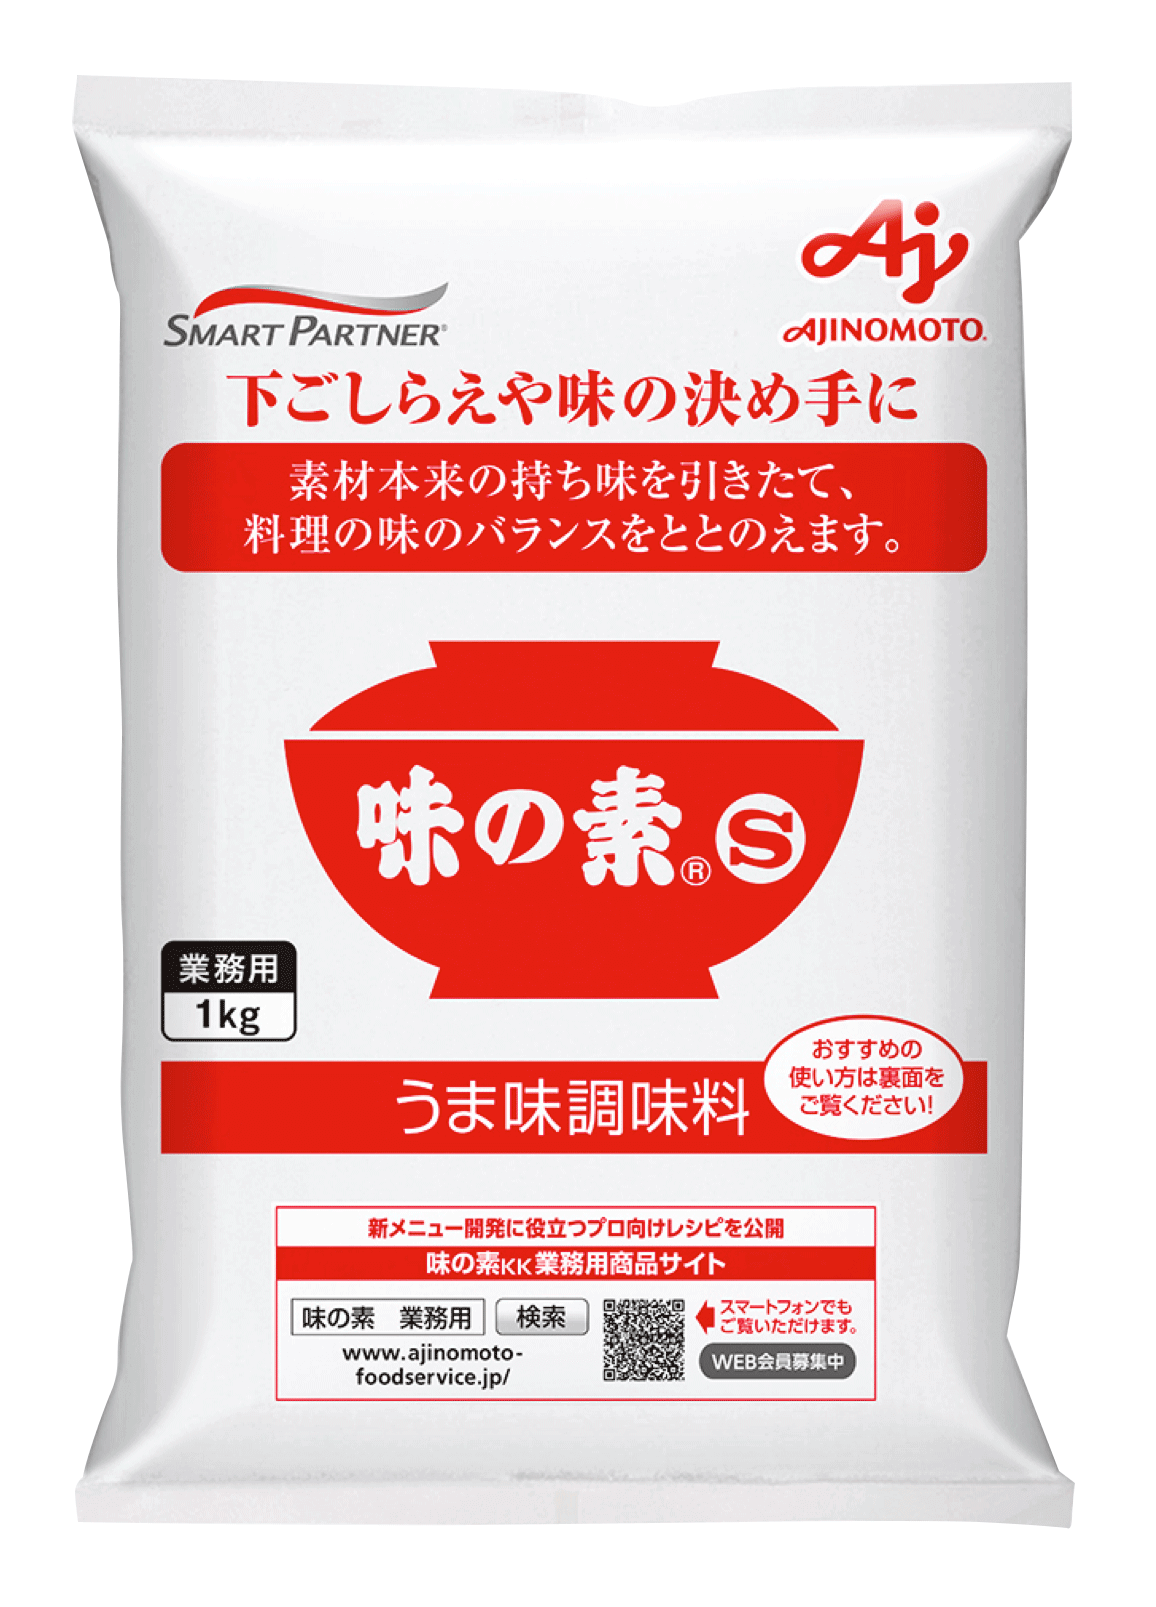 Aj
AJINOMOTO®
SMART PARTNER®
下ごしらえや味の決め手に
素材本来の持ち味を引きたて、
料理の味のバランスをととのえます。
味の素® S
業務用
1kg
おすすめの
使い方は裏面を
ご覧ください!
うま味調味料
新メニュー開発に役立つプロ向けレシピを公開
味の素KK業務用商品サイト
味の素 業務用 検索
www.ajinomoto-
foodservice.jp/
スマートフォンでも
ご覧いただけます。
WEB会員募集中